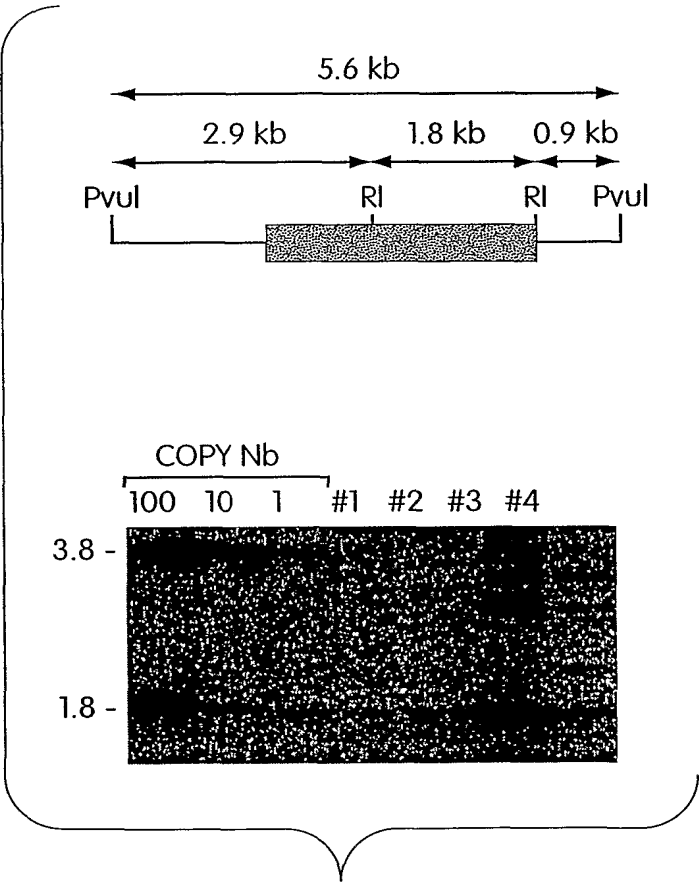 5.6 kb
2.9 kb 1.8 kb 0.9 kb
PvuI RI RI PvuI
COPY Nb
100 10 1 #1 #2 #3 #4
3.8 -
1.8 -